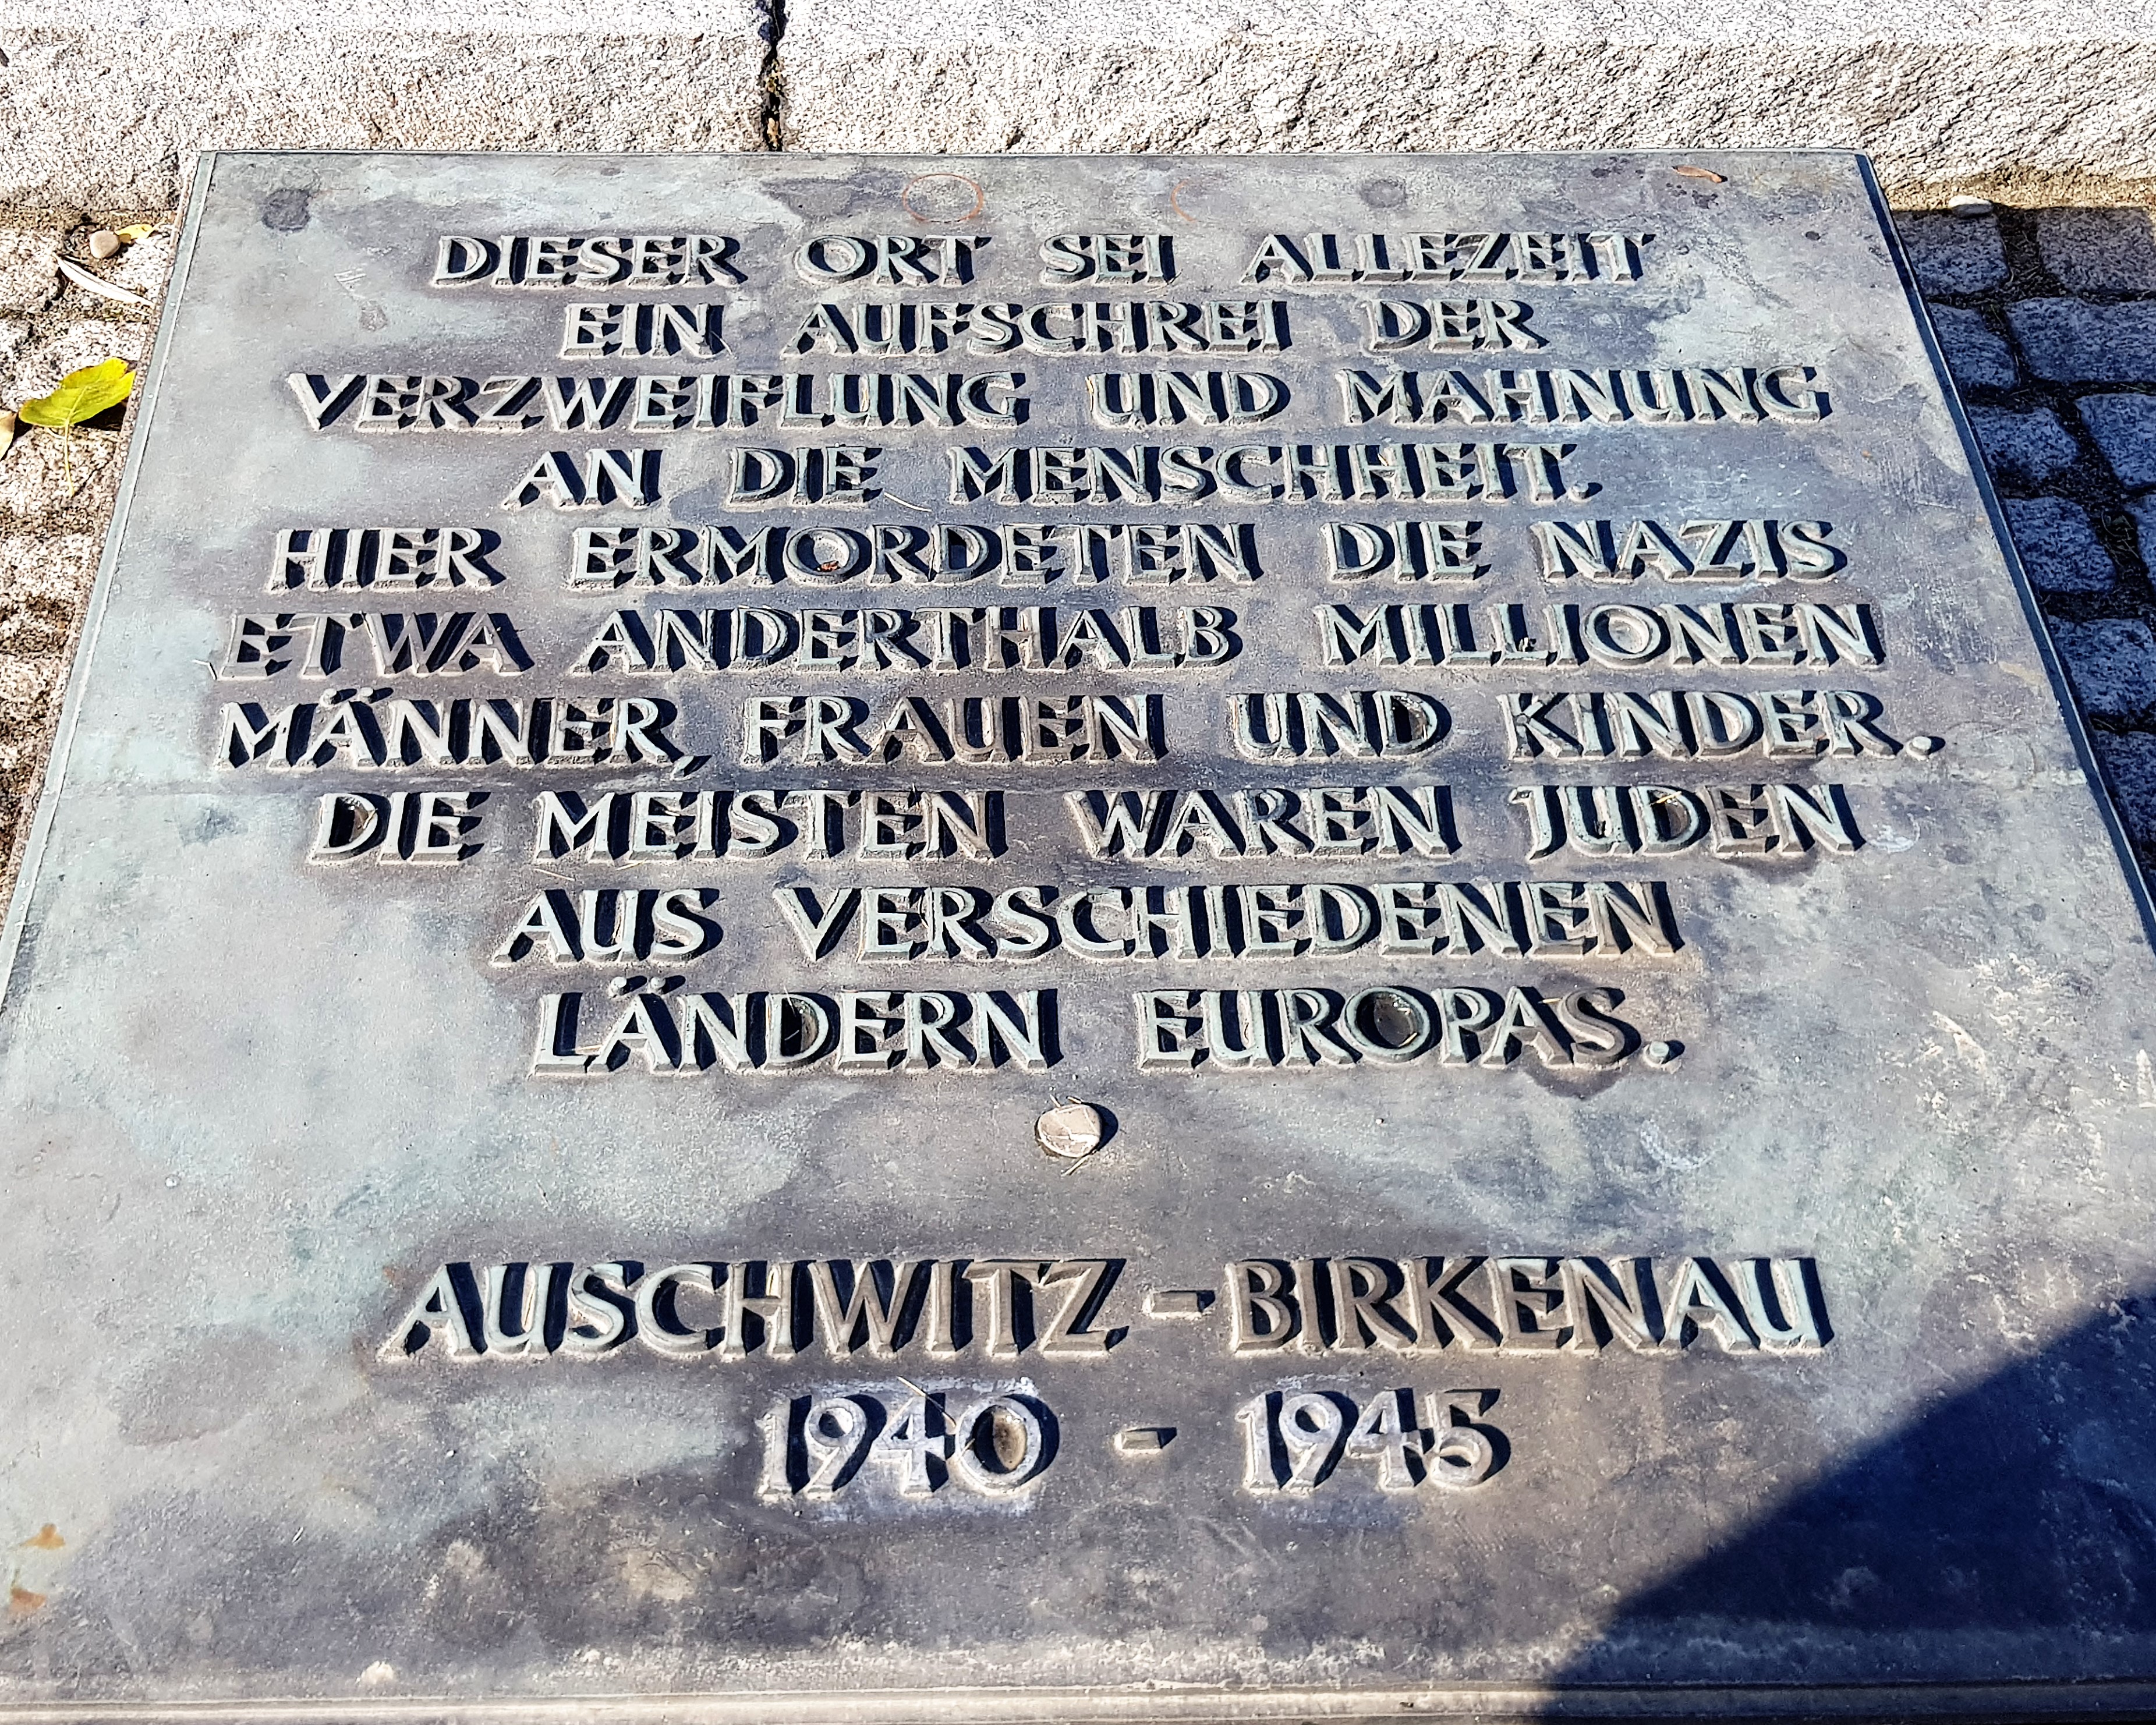 DIESER ORT SEI ALLEZEIT
EIN AUFSCHREI DER
VERZWEIFLUNG UND MAHNUNG
AN DIE MENSCHHEIT.
HIER ERMORDETEN DIE NAZIS
ETWA ANDERTHALB MILLIONEN
MÄNNER, FRAUEN UND KINDER.
DIE MEISTEN WAREN JUDEN
AUS VERSCHIEDENEN
LÄNDERN EUROPAS.
AUSCHWITZ - BIRKENAU
1940 - 1945